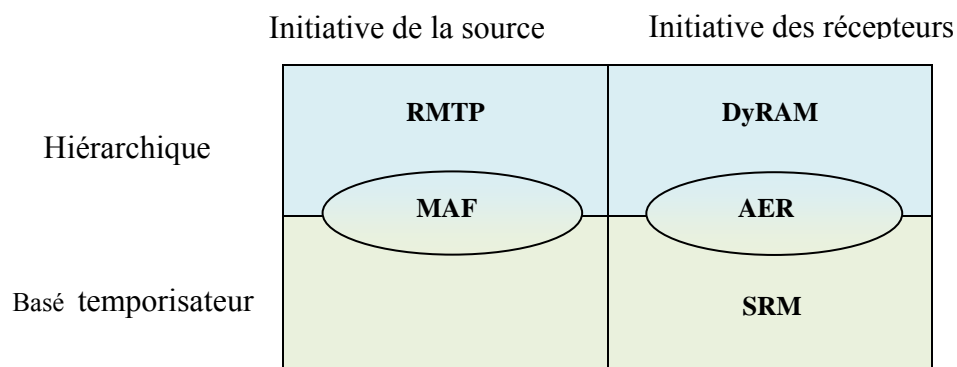 Initiative de la source
Initiative des récepteurs
Hiérarchique
RMTP
DyRAM
MAF
AER
Basé temporisateur
SRM